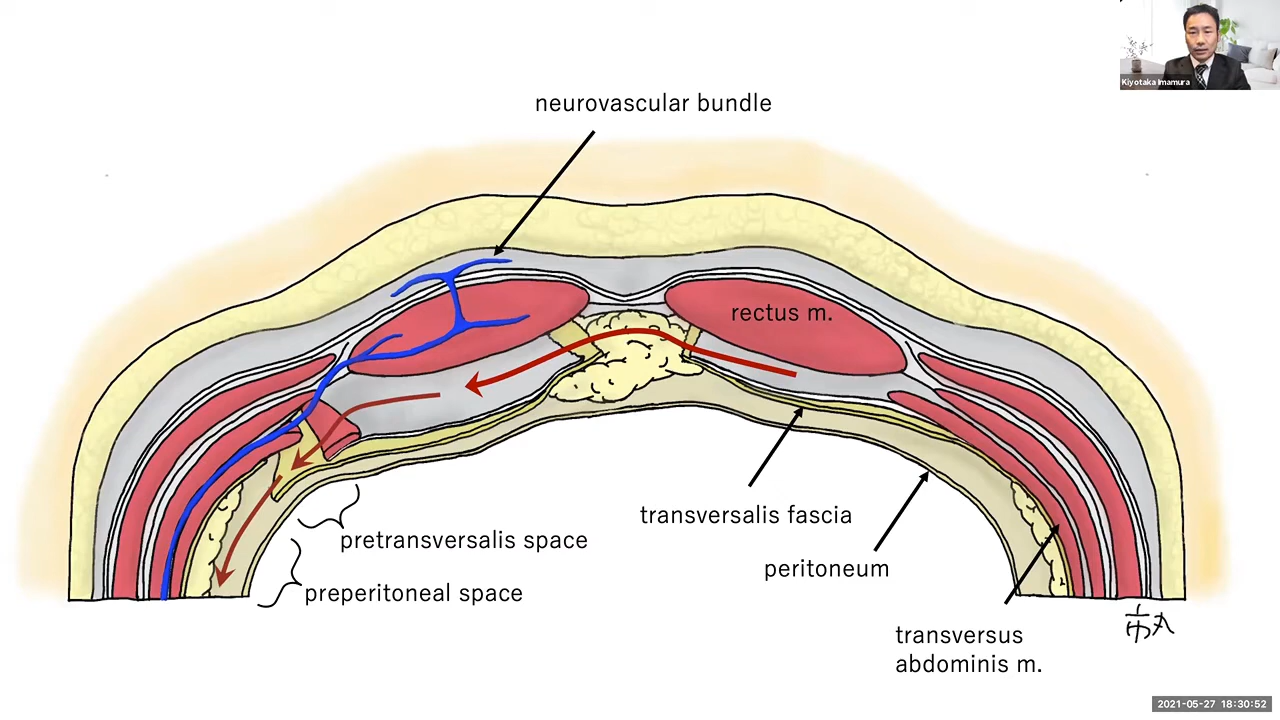 Kiyotaka Imamura
neurovascular bundle
rectus m.
transversalis fascia
pretransversalis space
peritoneum
preperitoneal space
transversus
abdominis m.
2021-05-27 18:30:52